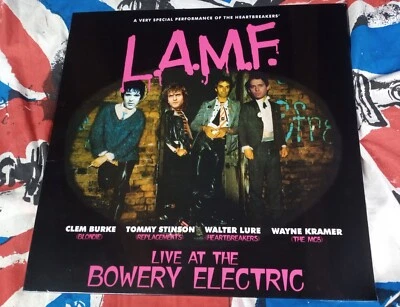 A VERY SPECIAL PERFORMANCE OF THE HEARTBREAKERS'
L.A.M.F.
CLEM BURKE TOMMY STINSON WALTER LURE WAYNE KRAMER
(BLONDIE) (REPLACEMENTS) (HEARTBREAKERS) (THE MC5)
LIVE AT THE
BOWERY ELECTRIC